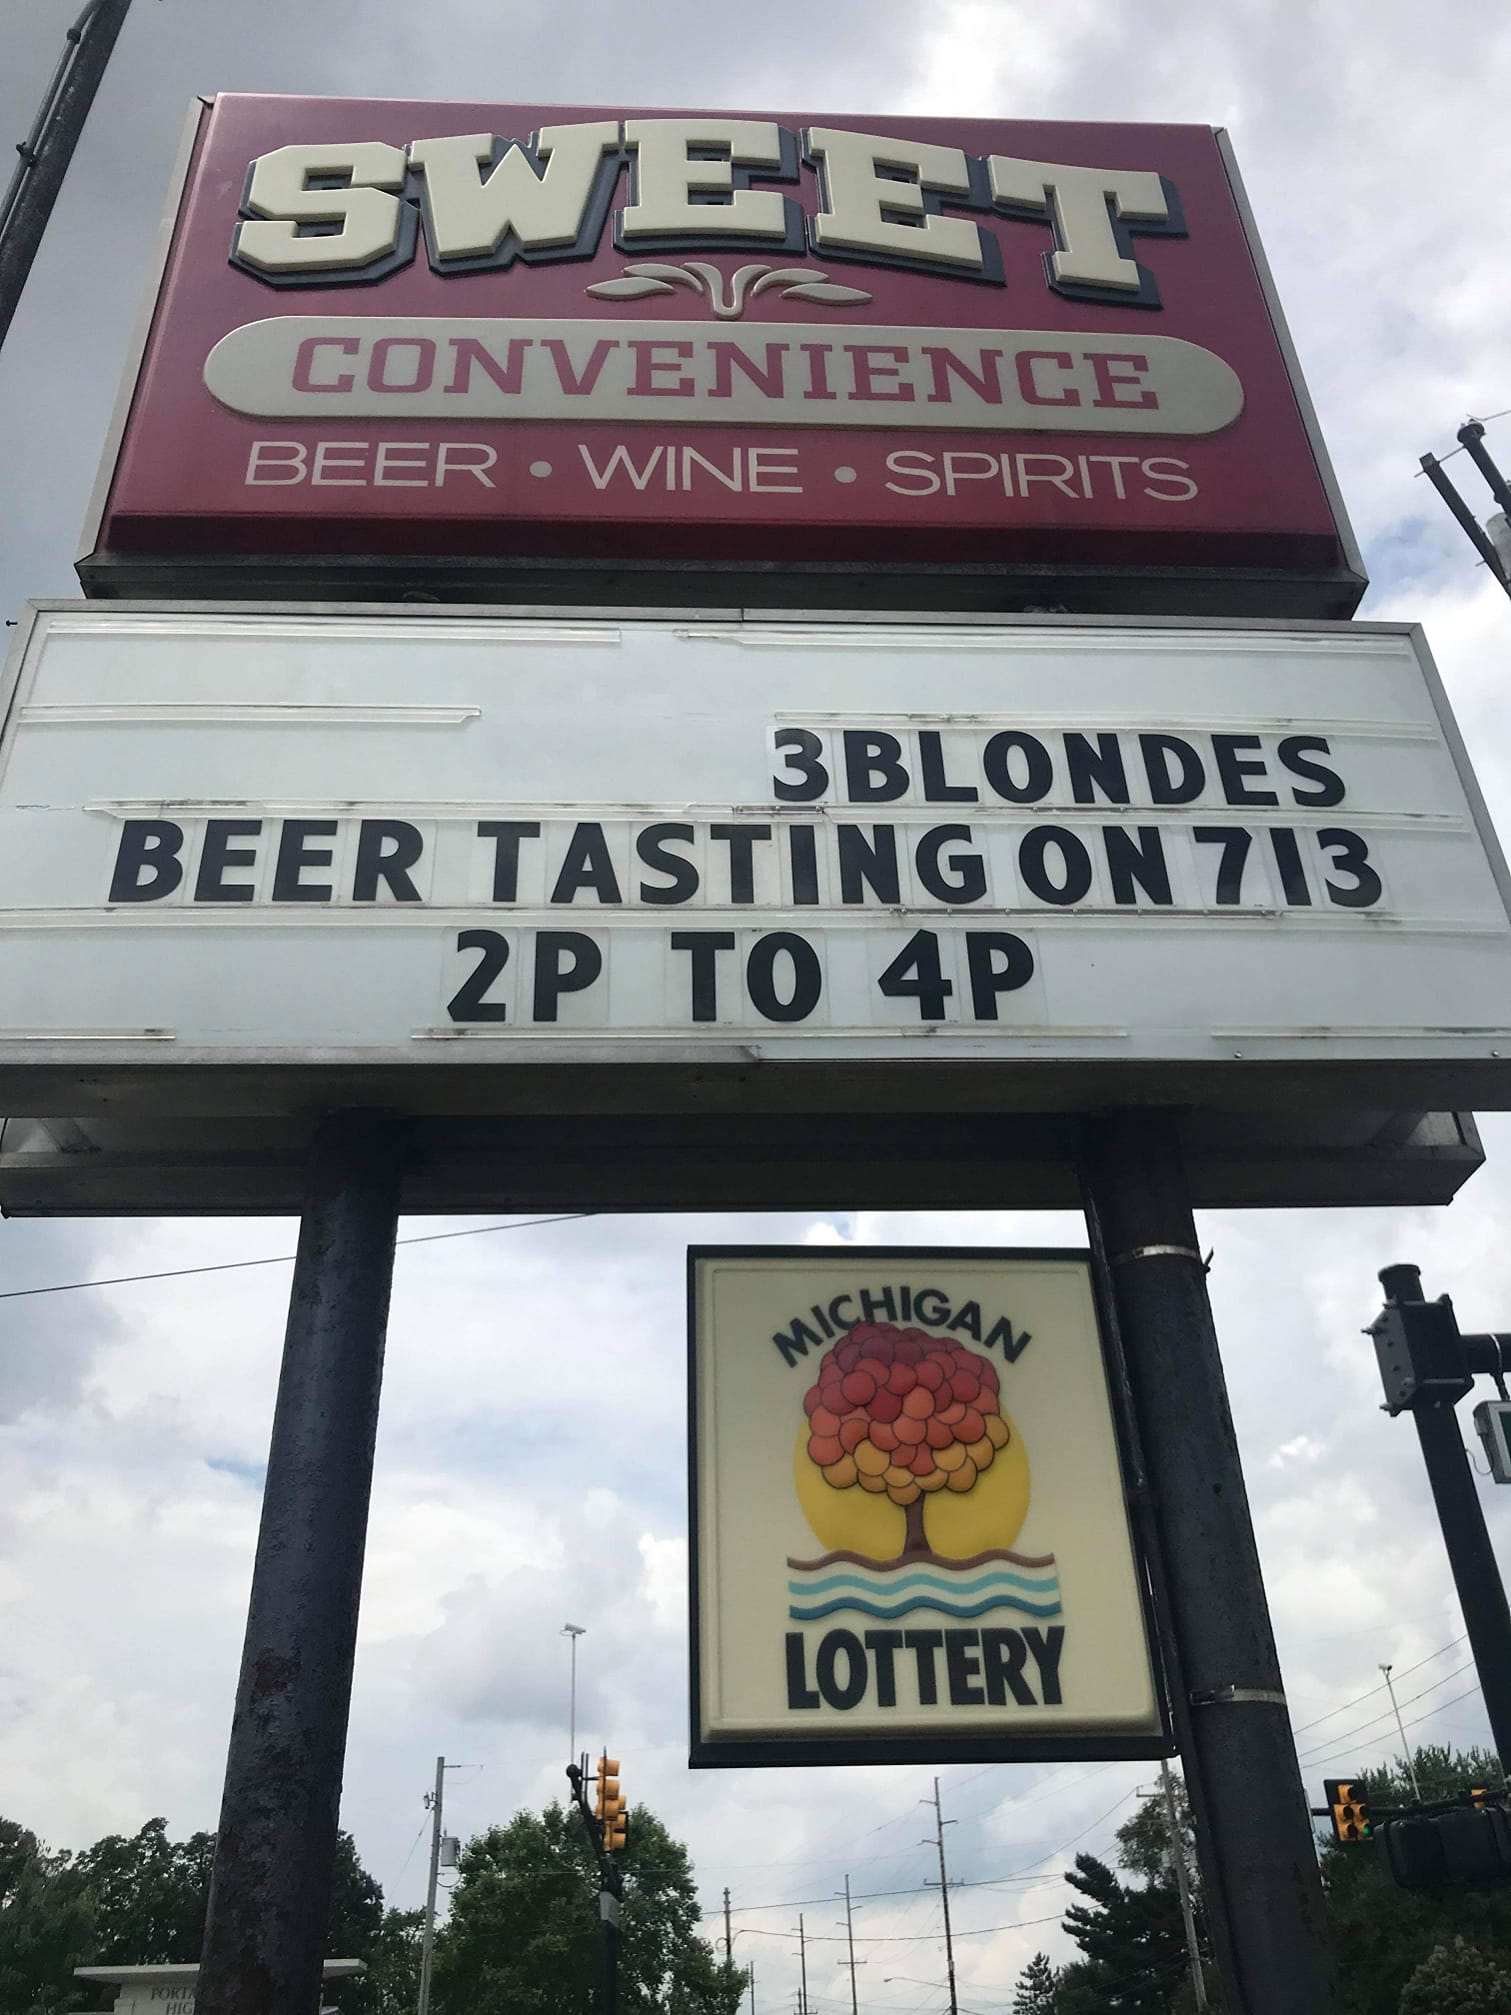 SWEET
CONVENIENCE
BEER • WINE • SPIRITS
3BLONDES
BEER TASTING ON 713
2P TO 4P
MICHIGAN
LOTTERY